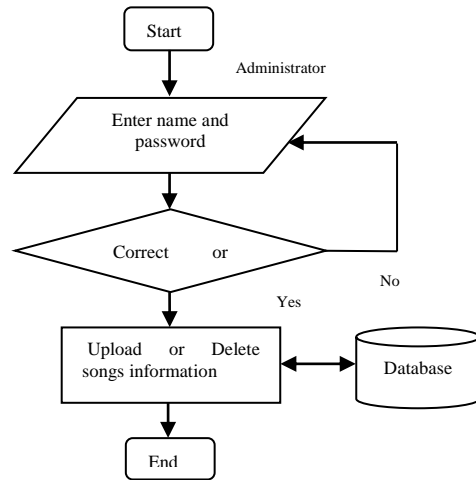 Start
Administrator
Enter name and
password
Correct or
No
Yes
Upload or Delete
songs information
Database
End